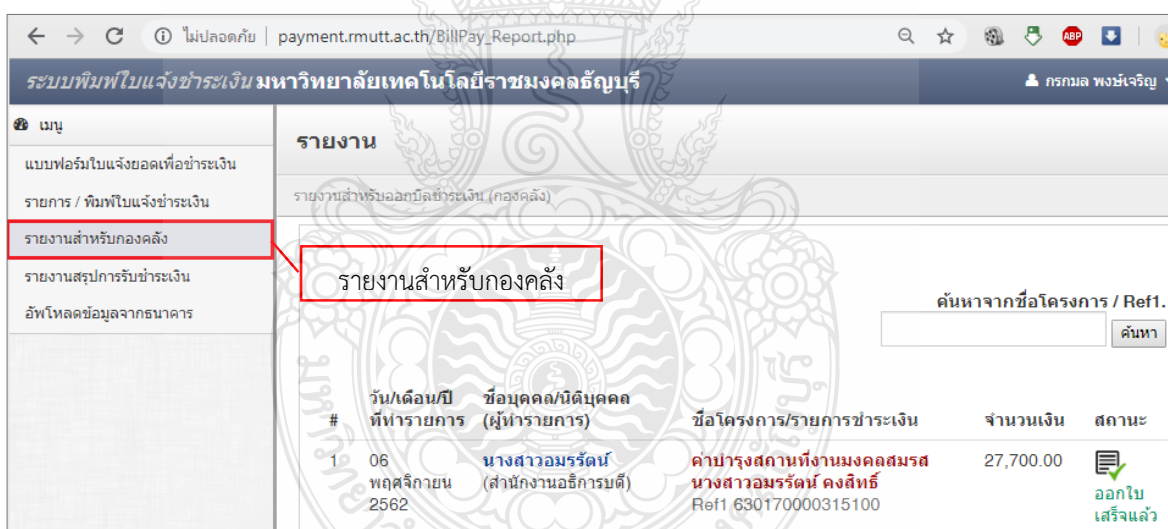 ไม่ปลอดภัย | payment.rmutt.ac.th/BillPay_Report.php
ABP
ระบบพิมพ์ใบแจ้งชำระเงิน มหาวิทยาลัยเทคโนโลยีราชมงคลธัญบุรี
กรกมล พงษ์เจริญ
เมนู
แบบฟอร์มใบแจ้งยอดเพื่อชำระเงิน
รายการ / พิมพ์ใบแจ้งชำระเงิน
รายงานสำหรับกองคลัง
รายงานสรุปการรับชำระเงิน
อัพโหลดข้อมูลจากธนาคาร
รายงาน
รายงานสำหรับออกบิลชำระเงิน (กองคลัง)
รายงานสำหรับกองคลัง
ค้นหาจากชื่อโครงการ / Ref1.
ค้นหา
วัน/เดือน/ปี ชื่อบุคคล/นิติบุคคล
# ที่ทำรายการ (ผู้ทำรายการ) ชื่อโครงการ/รายการชำระเงิน จำนวนเงิน สถานะ
1 06 นางสาวอมรรัตน์ ค่าบำรุงสถานที่งานมงคลสมรส 27,700.00
พฤศจิกายน (สำนักงานอธิการบดี) นางสาวอมรรัตน์ คงสิทธิ์
2562 Ref1 630170000315100
ออกใบ
เสร็จแล้ว